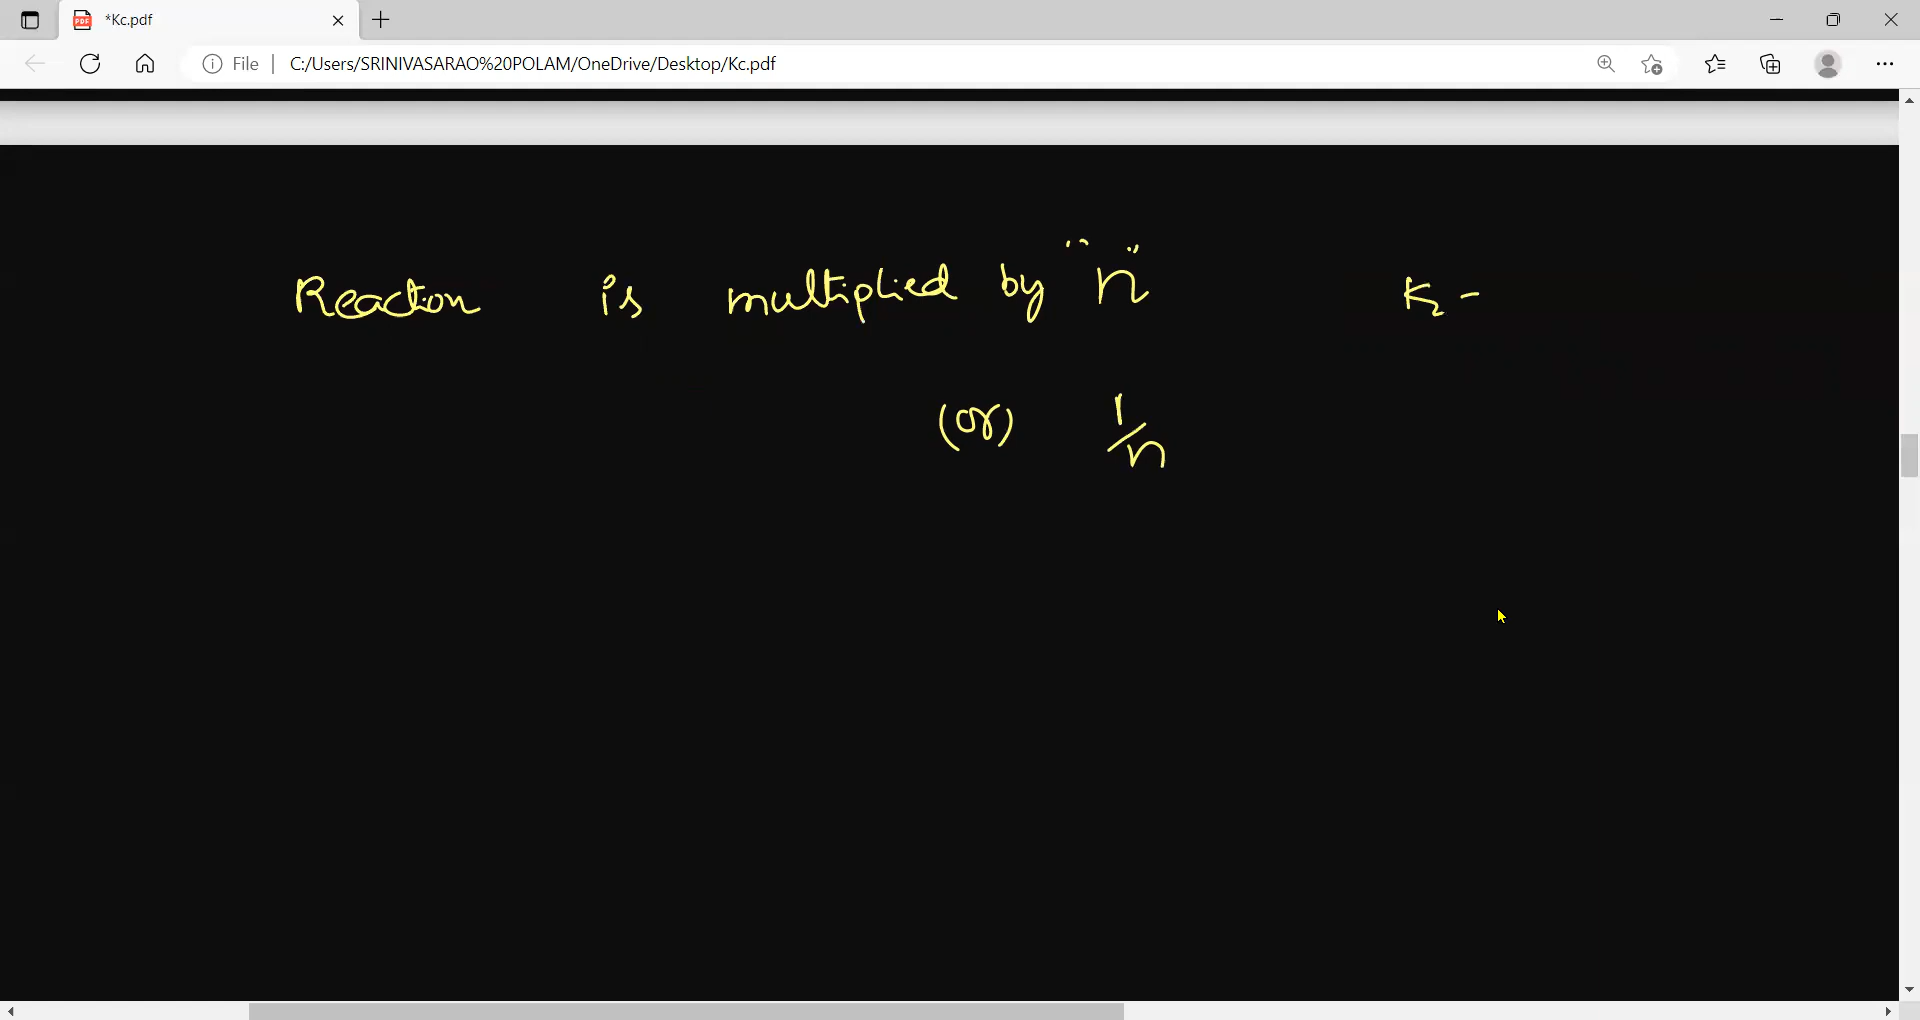 *Kc.pdf
File | C:/Users/SRINIVASARAO%20POLAM/OneDrive/Desktop/Kc.pdf
Reaction is multiplied by "n" K2 -
(or) 1/n